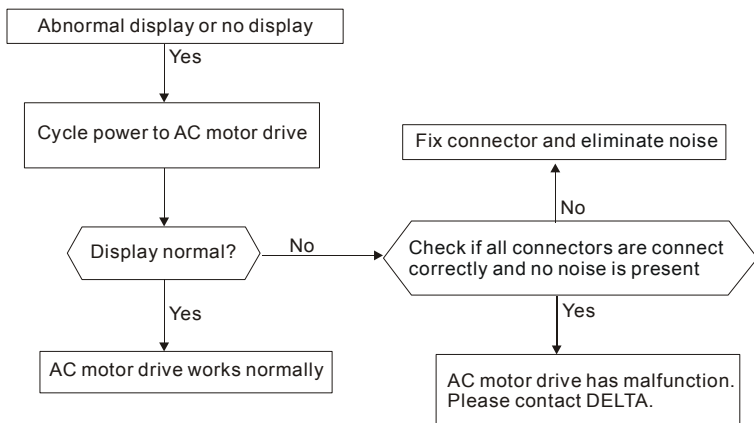 Abnormal display or no display
Yes
Cycle power to AC motor drive
Fix connector and eliminate noise
No
Display normal?
No
Check if all connectors are connect
correctly and no noise is present
Yes
Yes
AC motor drive works normally
AC motor drive has malfunction.
Please contact DELTA.